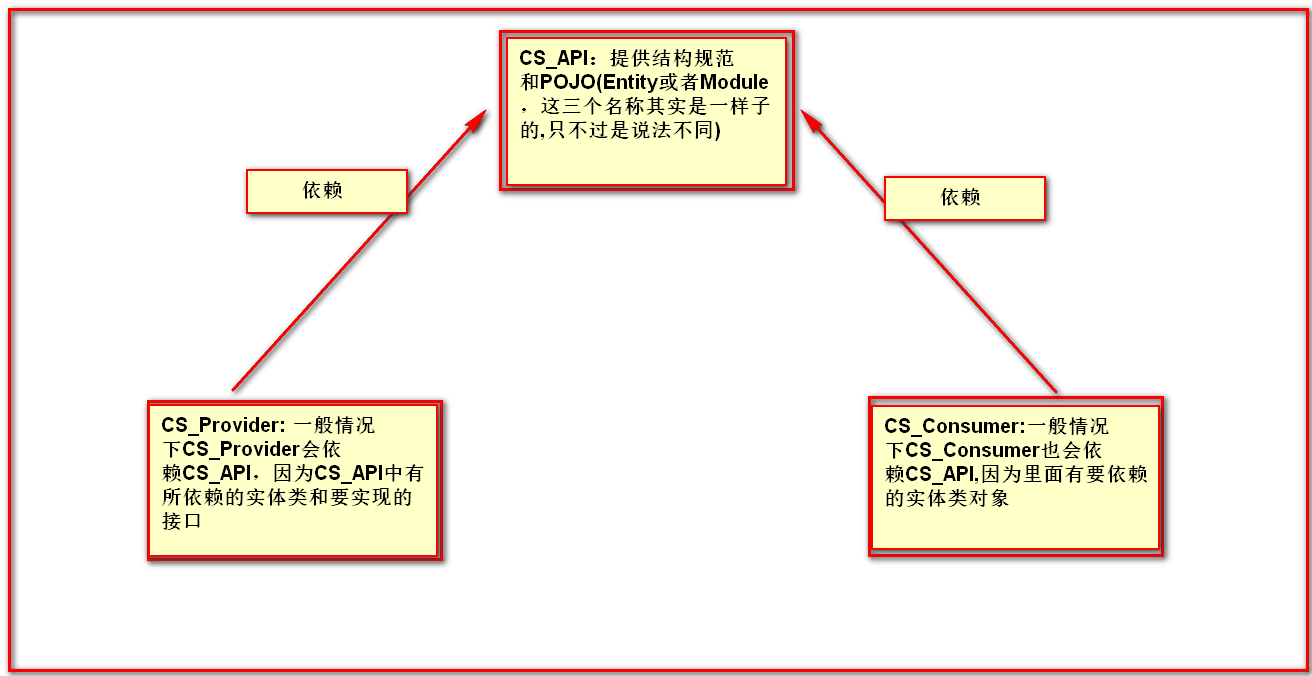 CS_API：提供结构规范
和POJO(Entity或者Module
，这三个名称其实是一样子
的,只不过是说法不同)
依赖
依赖
CS_Provider: 一般情况
下CS_Provider会依
赖CS_API，因为CS_API中有
所依赖的实体类和要实现的
接口
CS_Consumer:一般情况
下CS_Consumer也会依
赖CS_API,因为里面有要依赖
的实体类对象